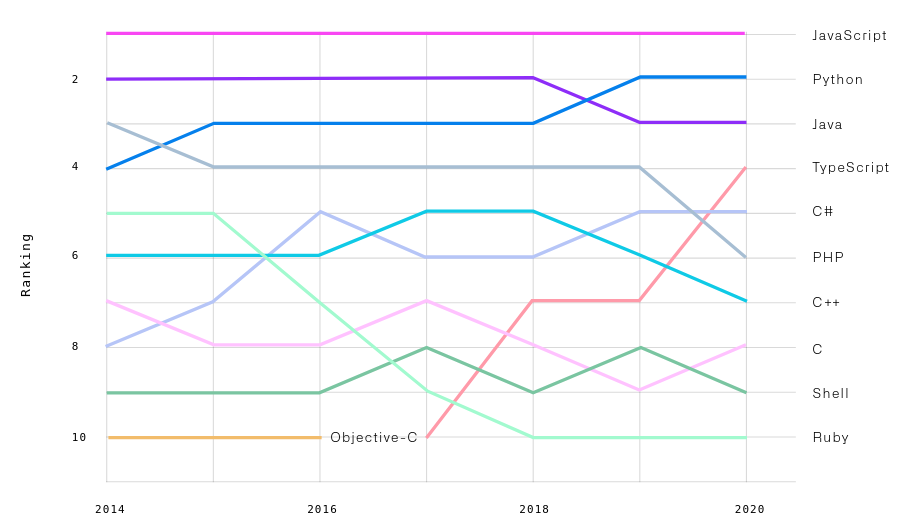 JavaScript
2
Python
Java
4
TypeScript
C#
Ranking
6
PHP
C++
8
C
Shell
10
Objective-C
Ruby
2014
2016
2018
2020